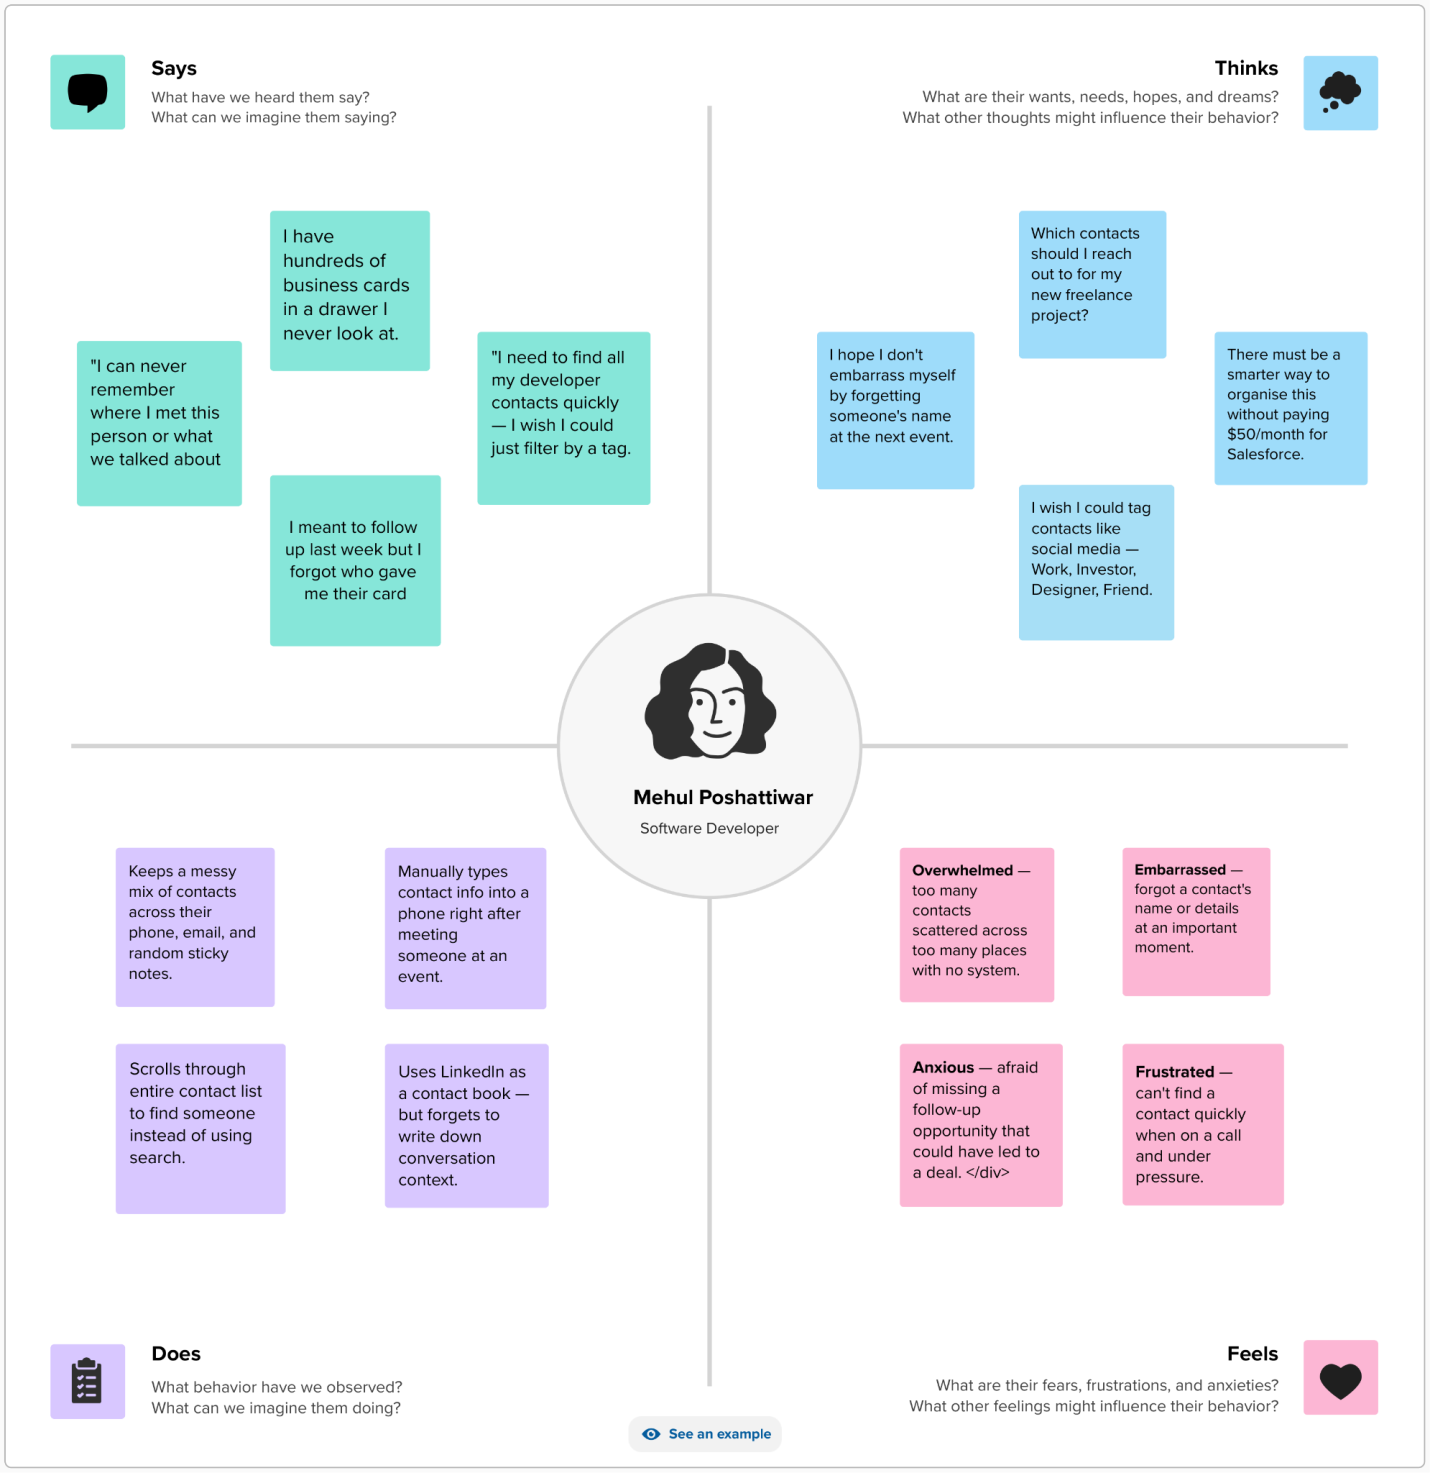 Says
What have we heard them say?
What can we imagine them saying?
Thinks
What are their wants, needs, hopes, and dreams?
What other thoughts might influence their behavior?
I have
hundreds of
business cards
in a drawer I
never look at.
"I can never
remember
where I met this
person or what
we talked about
"I need to find all
my developer
contacts quickly
— I wish I could
just filter by a tag.
I meant to follow
up last week but I
forgot who gave
me their card
Which contacts
should I reach
out to for my
new freelance
project?
I hope I don't
embarrass myself
by forgetting
someone's name
at the next event.
There must be a
smarter way to
organise this
without paying
$50/month for
Salesforce.
I wish I could tag
contacts like
social media —
Work, Investor,
Designer, Friend.
Mehul Poshattiwar
Software Developer
Keeps a messy
mix of contacts
across their
phone, email, and
random sticky
notes.
Manually types
contact info into a
phone right after
meeting
someone at an
event.
Scrolls through
entire contact list
to find someone
instead of using
search.
Uses LinkedIn as
a contact book —
but forgets to
write down
conversation
context.
Overwhelmed —
too many
contacts
scattered across
too many places
with no system.
Embarrassed —
forgot a contact's
name or details
at an important
moment.
Anxious — afraid
of missing a
follow-up
opportunity that
could have led to
a deal. </div>
Frustrated —
can't find a
contact quickly
when on a call
and under
pressure.
Does
What behavior have we observed?
What can we imagine them doing?
Feels
What are their fears, frustrations, and anxieties?
What other feelings might influence their behavior?
See an example